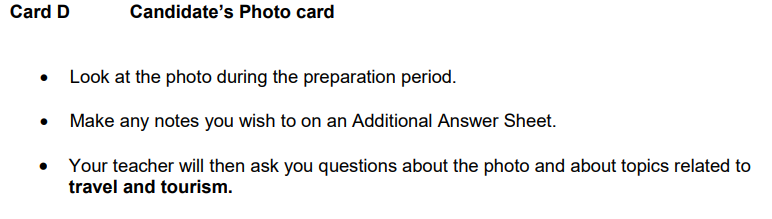 Card D Candidate’s Photo card
• Look at the photo during the preparation period.
• Make any notes you wish to on an Additional Answer Sheet.
• Your teacher will then ask you questions about the photo and about topics related to
travel and tourism.